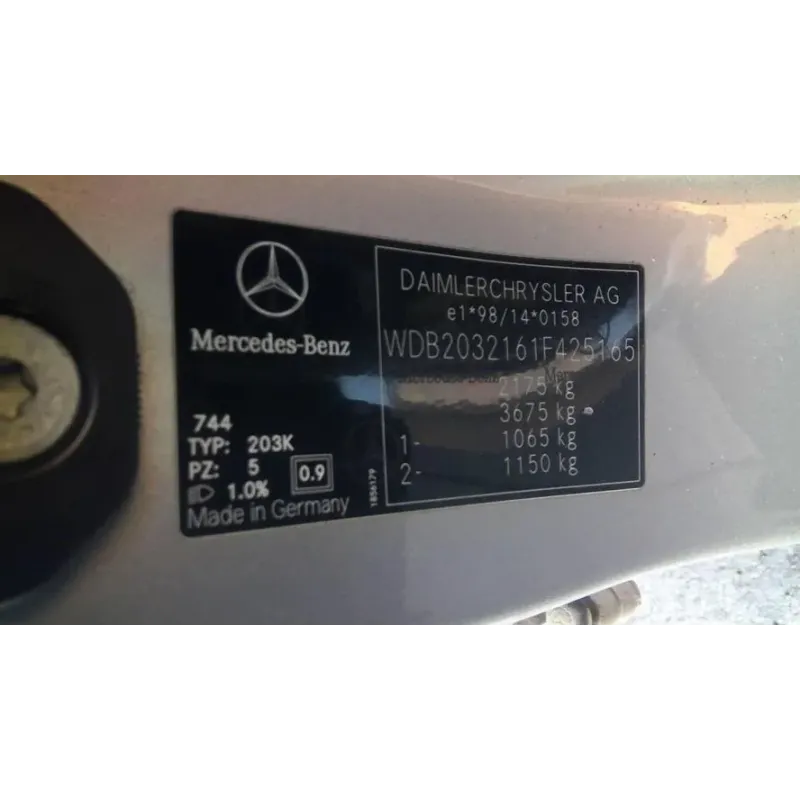 Mercedes-Benz
744
TYP: 203K
PZ: 5
1.0% 0.9
Made in Germany
1856179
DAIMLERCHRYSLER AG
e1*98/14*0158
WDB2032161F425165
2175 kg
3675 kg
1- 1065 kg
2- 1150 kg